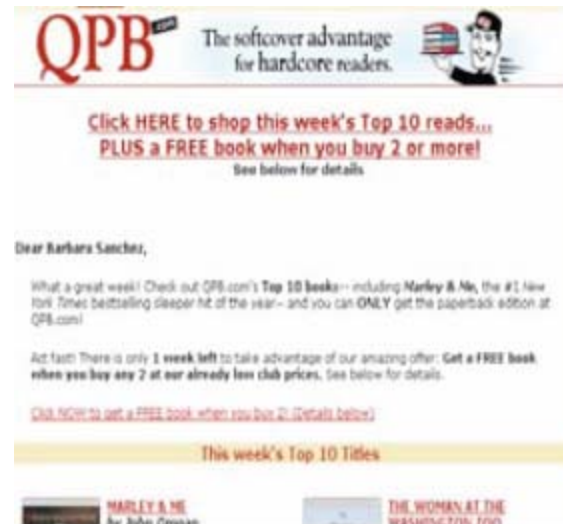 QPB.com
The softcover advantage
for hardcore readers.
Click HERE to shop this week's Top 10 reads...
PLUS a FREE book when you buy 2 or more!
See below for details
Dear Barbara Sanchez,
What a great week! Check out QPB.com's Top 10 books-- including Marley & Me, the #1 New
York Times bestselling sleeper hit of the year-- and you can ONLY get the paperback edition at
QPB.com!
Act fast! There is only 1 week left to take advantage of our amazing offer: Get a FREE book
when you buy any 2 at our already low club prices. See below for details.
Click NOW to get a FREE book when you buy 2! (Details below)
This week's Top 10 Titles
MARLEY & ME
by John Grogan
THE WOMAN AT THE
WASHINGTON ZOO